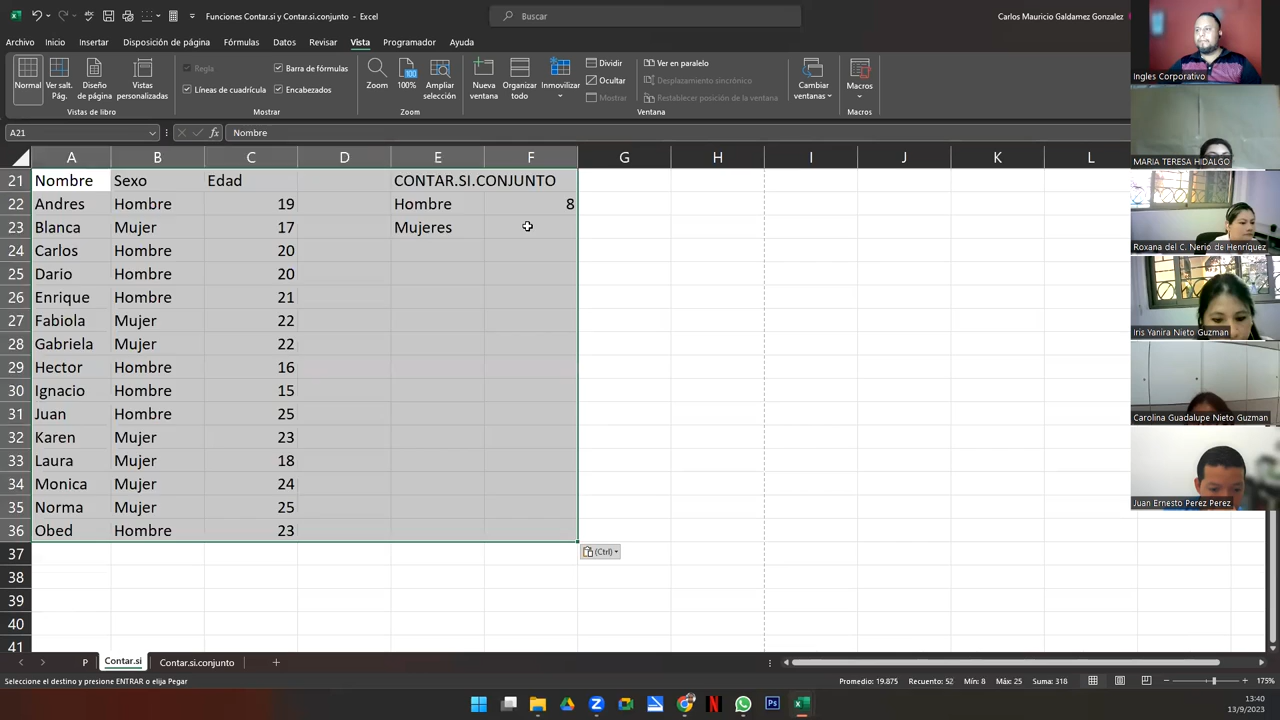 Funciones Contar.si y Contar.si.conjunto - Excel
Buscar
Carlos Mauricio Galdamez Gonzalez
Archivo Inicio Insertar Disposición de página Fórmulas Datos Revisar Vista Programador Ayuda
Normal
Ver salt. Pág.
Diseño de página
Vistas personalizadas
Vistas de libro
Regla
Barra de fórmulas
Líneas de cuadrícula
Encabezados
Mostrar
Zoom
100
100%
Ampliar selección
Zoom
Nueva ventana
Organizar todo
Inmovilizar
Dividir
Ocultar
Mostrar
Ver en paralelo
Desplazamiento sincrónico
Restablecer posición de la ventana
Cambiar ventanas
Ventana
Macros
Macros
A21
fx
Nombre
A B C D E F G H I J K L
21 Nombre Sexo Edad CONTAR.SI.CONJUNTO
22 Andres Hombre 19 Hombre 8
23 Blanca Mujer 17 Mujeres
24 Carlos Hombre 20
25 Dario Hombre 20
26 Enrique Hombre 21
27 Fabiola Mujer 22
28 Gabriela Mujer 22
29 Hector Hombre 16
30 Ignacio Hombre 15
31 Juan Hombre 25
32 Karen Mujer 23
33 Laura Mujer 18
34 Monica Mujer 24
35 Norma Mujer 25
36 Obed Hombre 23
37
38
39
40
41
(Ctrl)
Ingles Corporativo
MARIA TERESA HIDALGO
Roxana del C. Nerio de Henríquez
Iris Yanira Nieto Guzman
Carolina Guadalupe Nieto Guzman
Juan Ernesto Perez Perez
P Contar.si Contar.si.conjunto
Seleccione el destino y presione ENTRAR o elija Pegar
Promedio: 19.875 Recuento: 52 Mín: 8 Máx: 25 Suma: 318
175%
13:40
13/9/2023